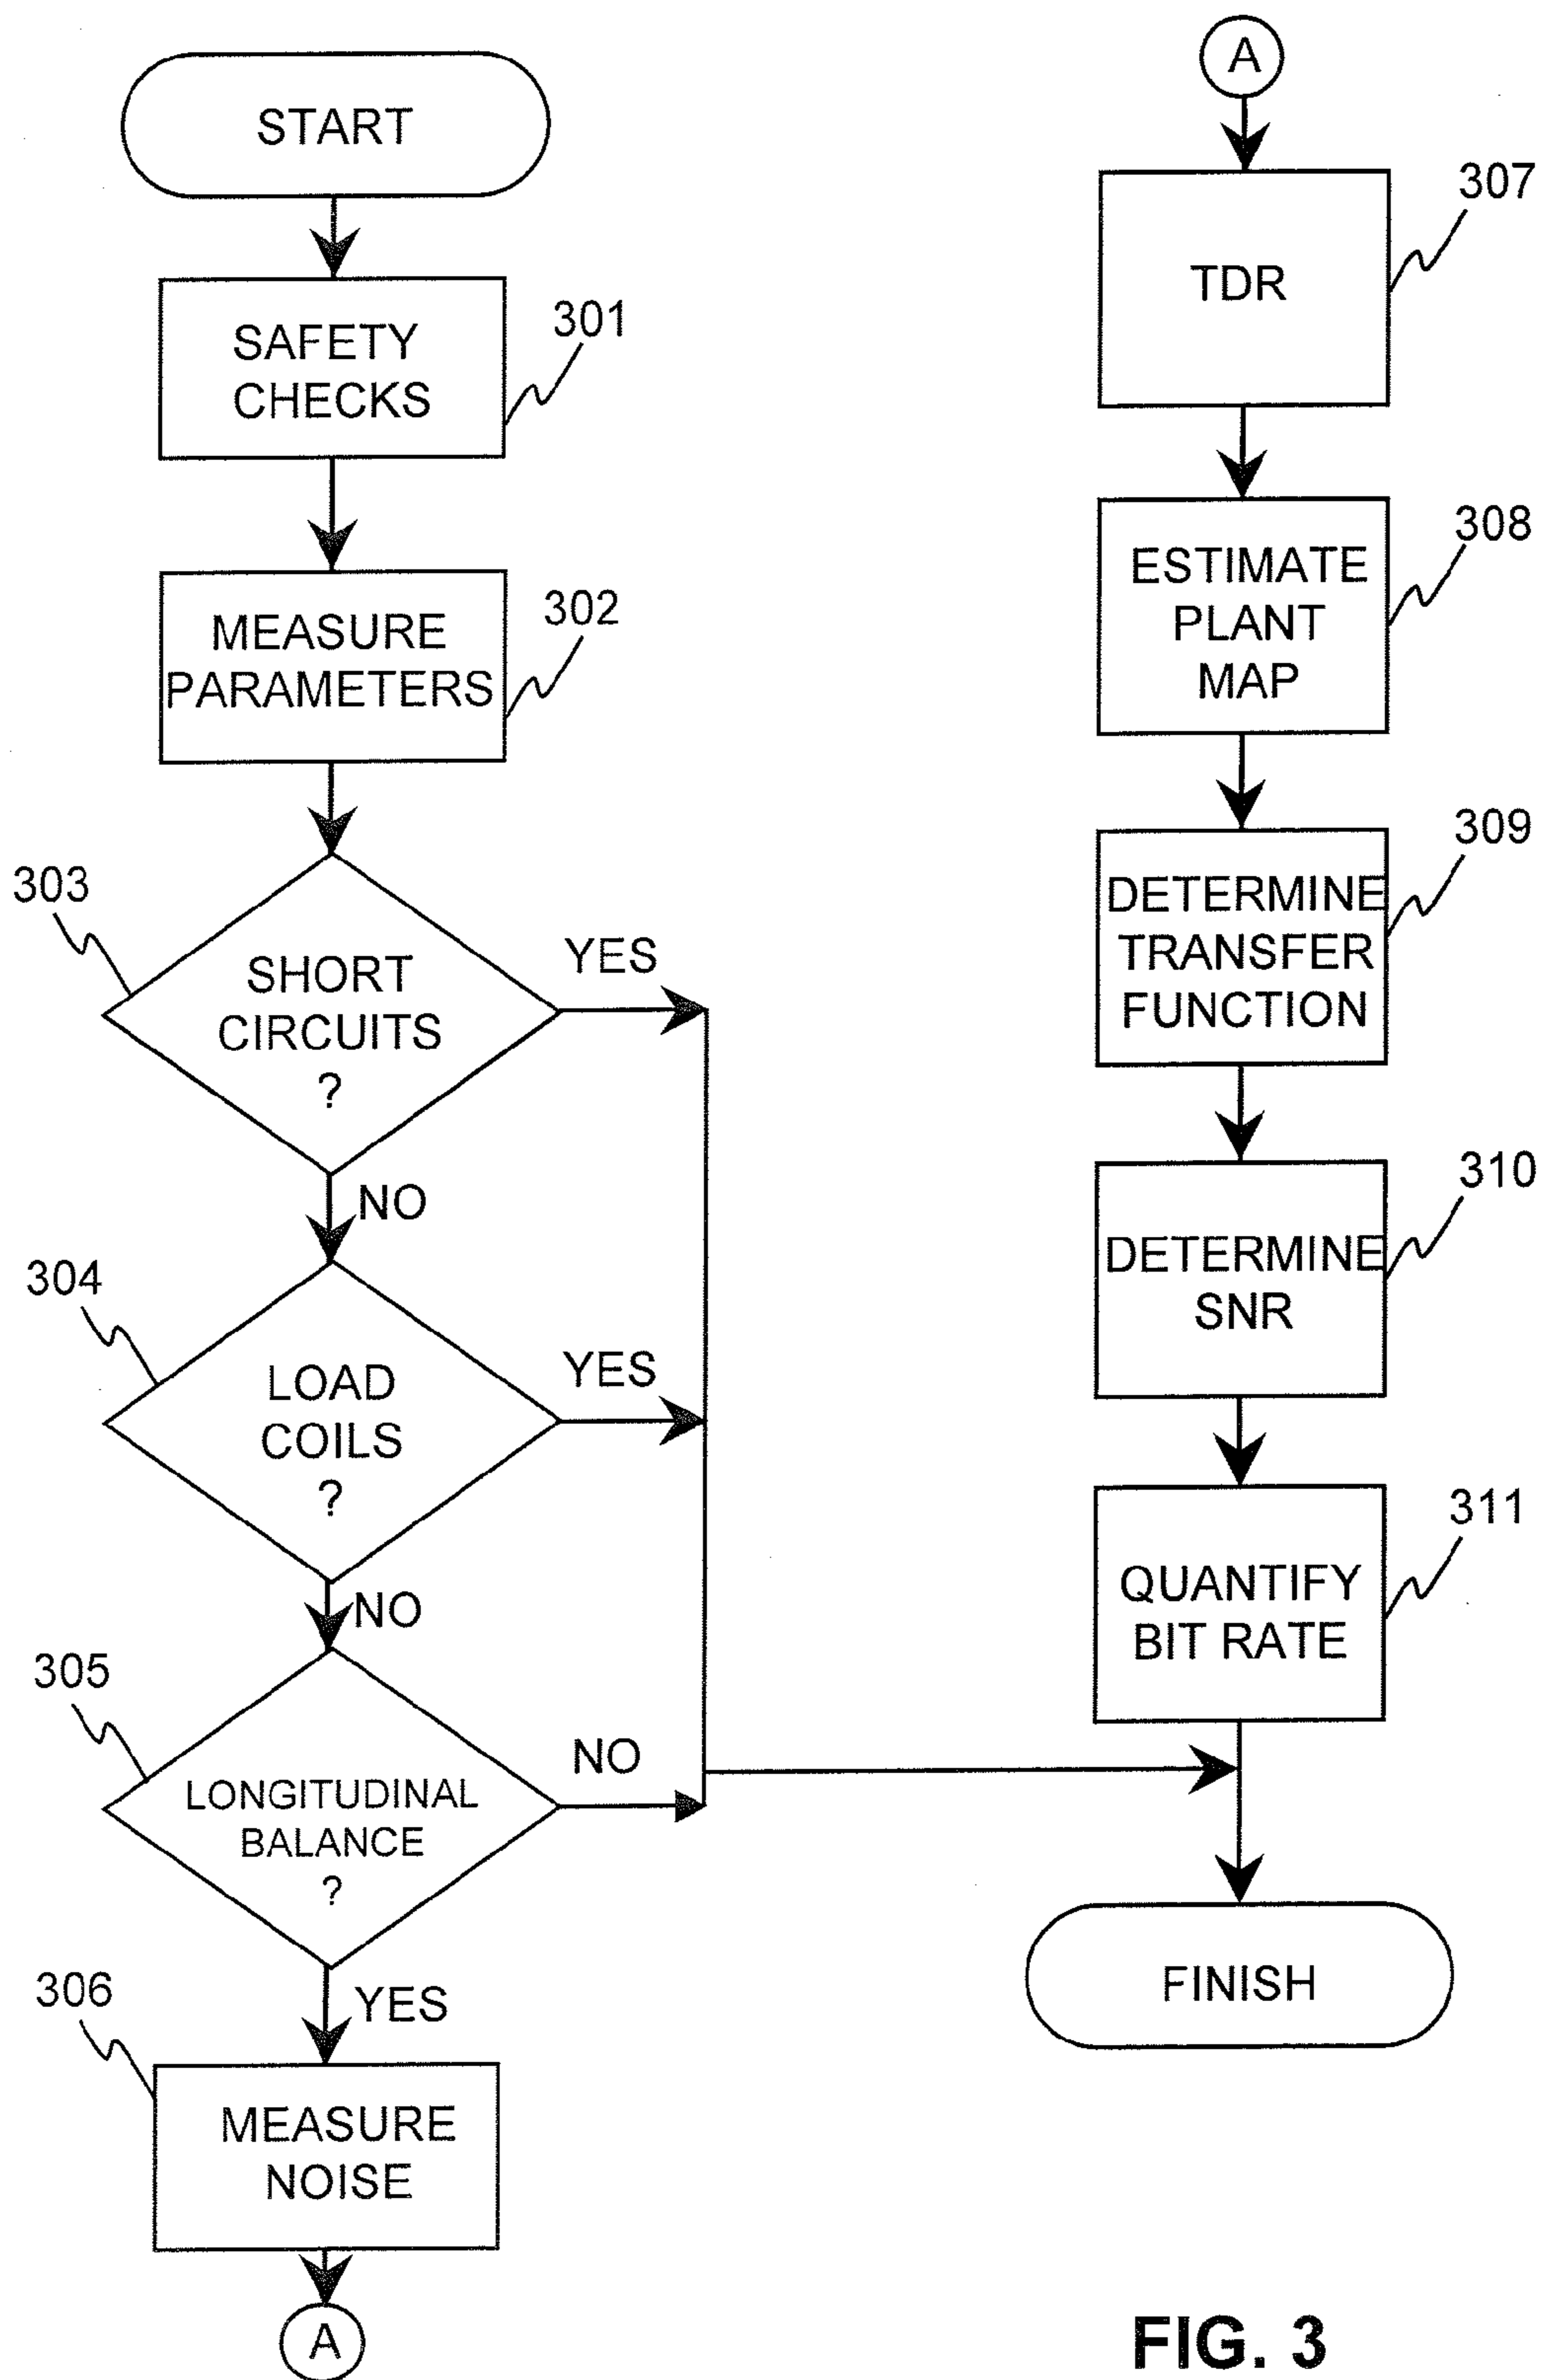 START
SAFETY
CHECKS
301
MEASURE
PARAMETERS
302
303
SHORT
CIRCUITS
?
YES
NO
304
LOAD
COILS
?
YES
NO
305
LONGITUDINAL
BALANCE
?
NO
YES
306
MEASURE
NOISE
A
A
TDR
307
ESTIMATE
PLANT
MAP
308
DETERMINE
TRANSFER
FUNCTION
309
DETERMINE
SNR
310
QUANTIFY
BIT RATE
311
FINISH
FIG. 3